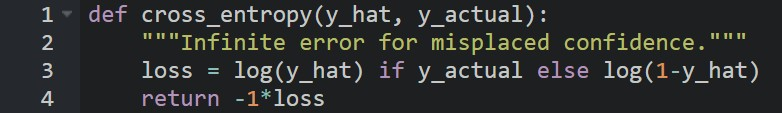 1 def cross_entropy(y_hat, y_actual):
2     """Infinite error for misplaced confidence."""
3     loss = log(y_hat) if y_actual else log(1-y_hat)
4     return -1*loss